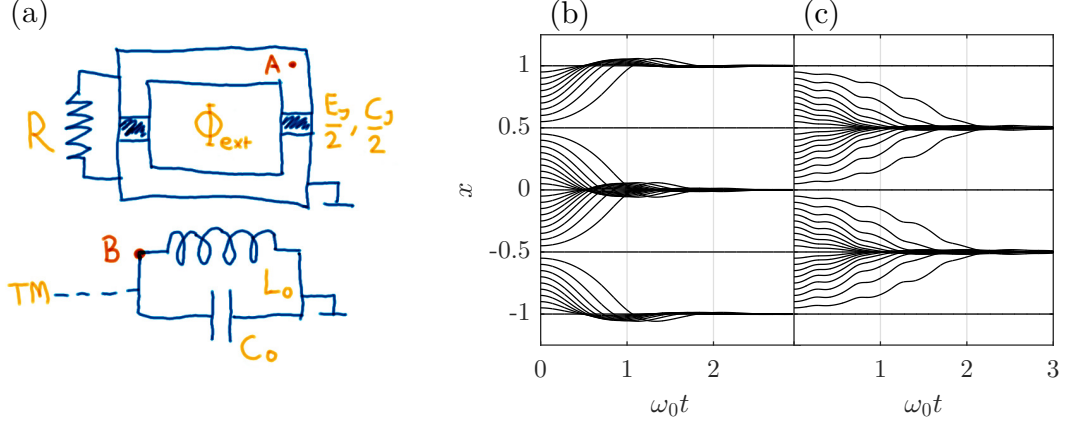 (a)
A
R
Φext
EJ/2, CJ/2
B
TM
L0
C0
(b)
(c)
x
1
0.5
0
-0.5
-1
0
1
2
1
2
3
ω0t
ω0t